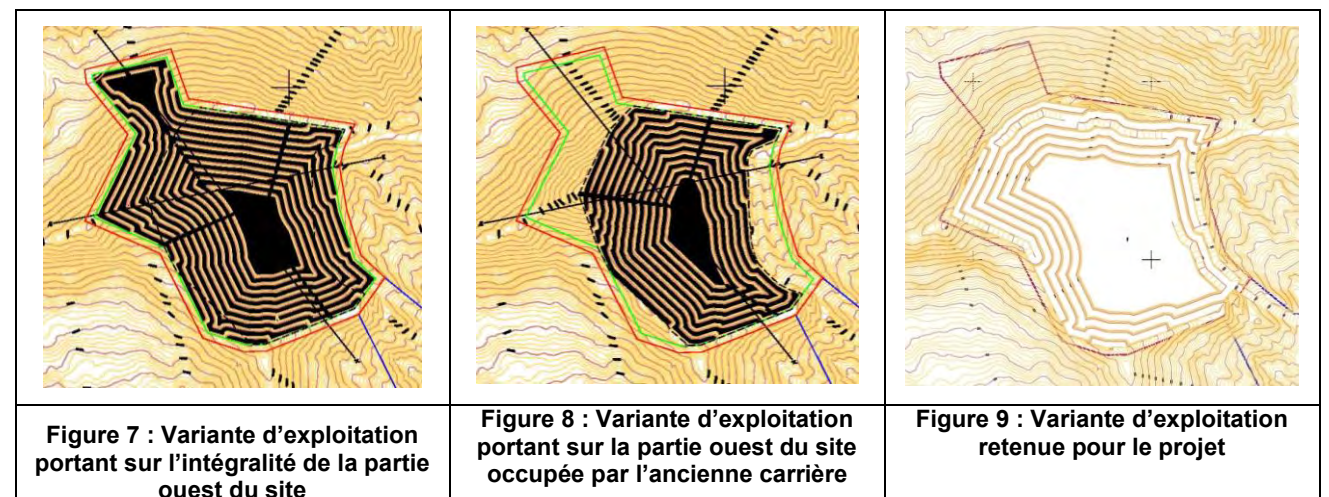 Figure 7 : Variante d’exploitation
portant sur l’intégralité de la partie
ouest du site
Figure 8 : Variante d’exploitation
portant sur la partie ouest du site
occupée par l’ancienne carrière
Figure 9 : Variante d’exploitation
retenue pour le projet